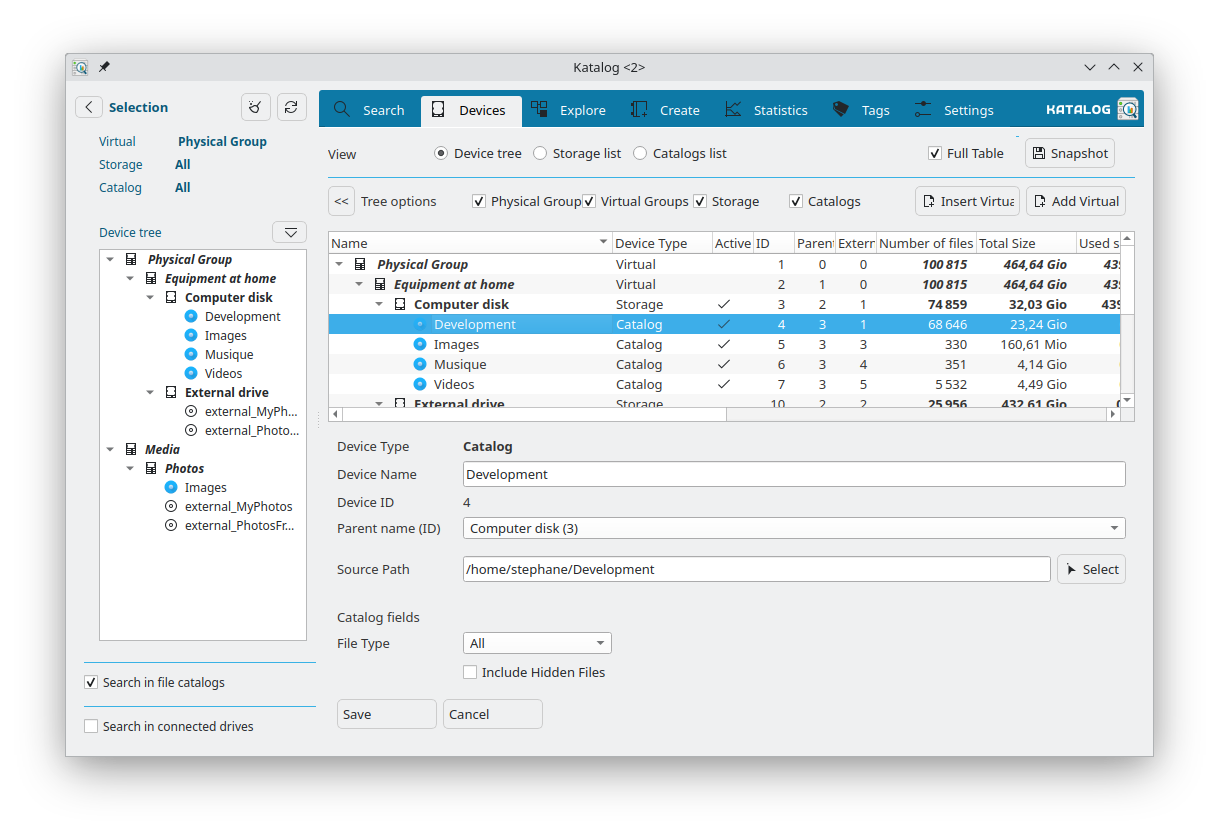 Katalog <2>
Selection
Virtual Physical Group
Storage All
Catalog All
Device tree
Physical Group
Equipment at home
Computer disk
Development
Images
Musique
Videos
External drive
external_MyPh...
external_Photo...
Media
Photos
Images
external_MyPhotos
external_PhotosFr...
Search in file catalogs
Search in connected drives
Search Devices Explore Create Statistics Tags Settings KATALOG
View Device tree Storage list Catalogs list Full Table Snapshot
<< Tree options Physical Group Virtual Groups Storage Catalogs Insert Virtua Add Virtual
Name Device Type Active ID Paren Extern Number of files Total Size Used s
Physical Group Virtual 1 0 0 100 815 464,64 Gio 439
Equipment at home Virtual 2 1 0 100 815 464,64 Gio 439
Computer disk Storage 3 2 1 74 859 32,03 Gio 439
Development Catalog 4 3 1 68 646 23,24 Gio
Images Catalog 5 3 3 330 160,61 Mio
Musique Catalog 6 3 4 351 4,14 Gio
Videos Catalog 7 3 5 5 532 4,49 Gio
External drive Storage 10 2 2 25 956 432,61 Gio
Device Type Catalog
Device Name Development
Device ID 4
Parent name (ID) Computer disk (3)
Source Path /home/stephane/Development Select
Catalog fields
File Type All
Include Hidden Files
Save Cancel